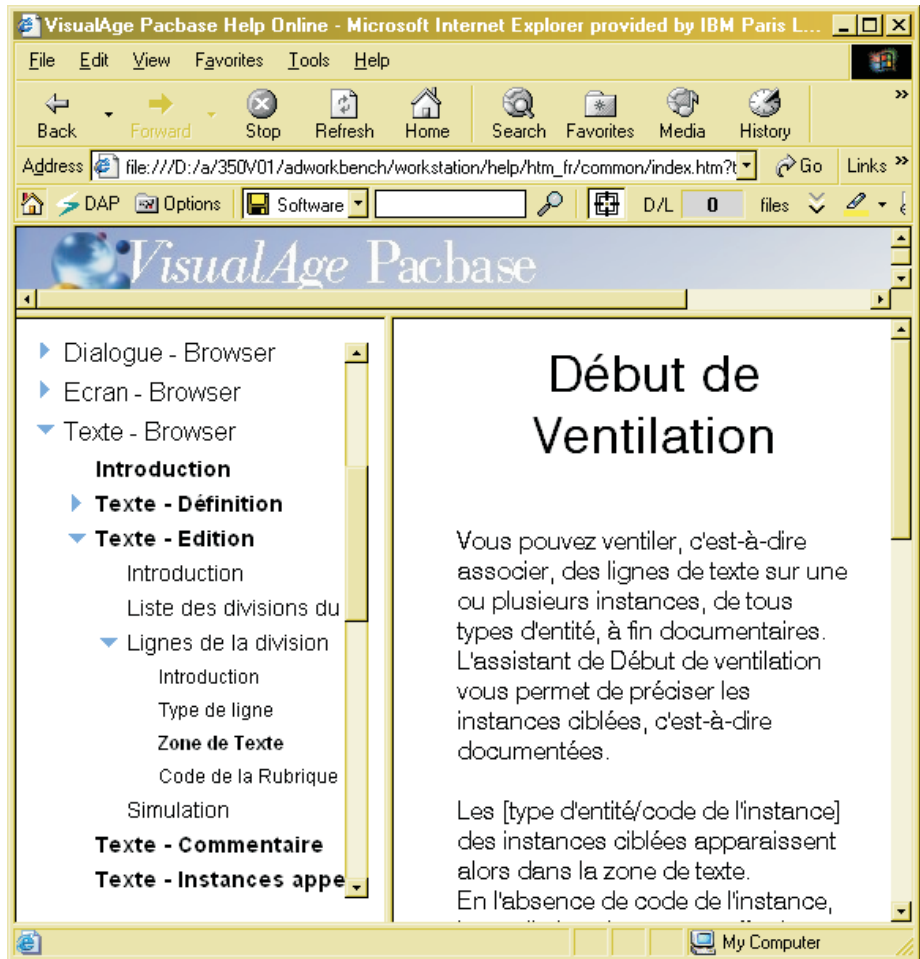 VisualAge Pacbase Help Online - Microsoft Internet Explorer provided by IBM Paris L...
File Edit View Favorites Tools Help
Back Forward Stop Refresh Home Search Favorites Media History »
Address file:///D:/a/350V01/adworkbench/workstation/help/htm_fr/common/index.htm?t Go Links »
DAP Options Software D/L 0 files
VisualAge Pacbase
Dialogue - Browser
Ecran - Browser
Texte - Browser
Introduction
Texte - Définition
Texte - Edition
Introduction
Liste des divisions du
Lignes de la division
Introduction
Type de ligne
Zone de Texte
Code de la Rubrique
Simulation
Texte - Commentaire
Texte - Instances appe
Début de
Ventilation
Vous pouvez ventiler, c'est-à-dire
associer, des lignes de texte sur une
ou plusieurs instances, de tous
types d'entité, à fin documentaires.
L'assistant de Début de ventilation
vous permet de préciser les
instances ciblées, c'est-à-dire
documentées.
Les [type d'entité/code de l'instance]
des instances ciblées apparaissent
alors dans la zone de texte.
En l'absence de code de l'instance,
My Computer